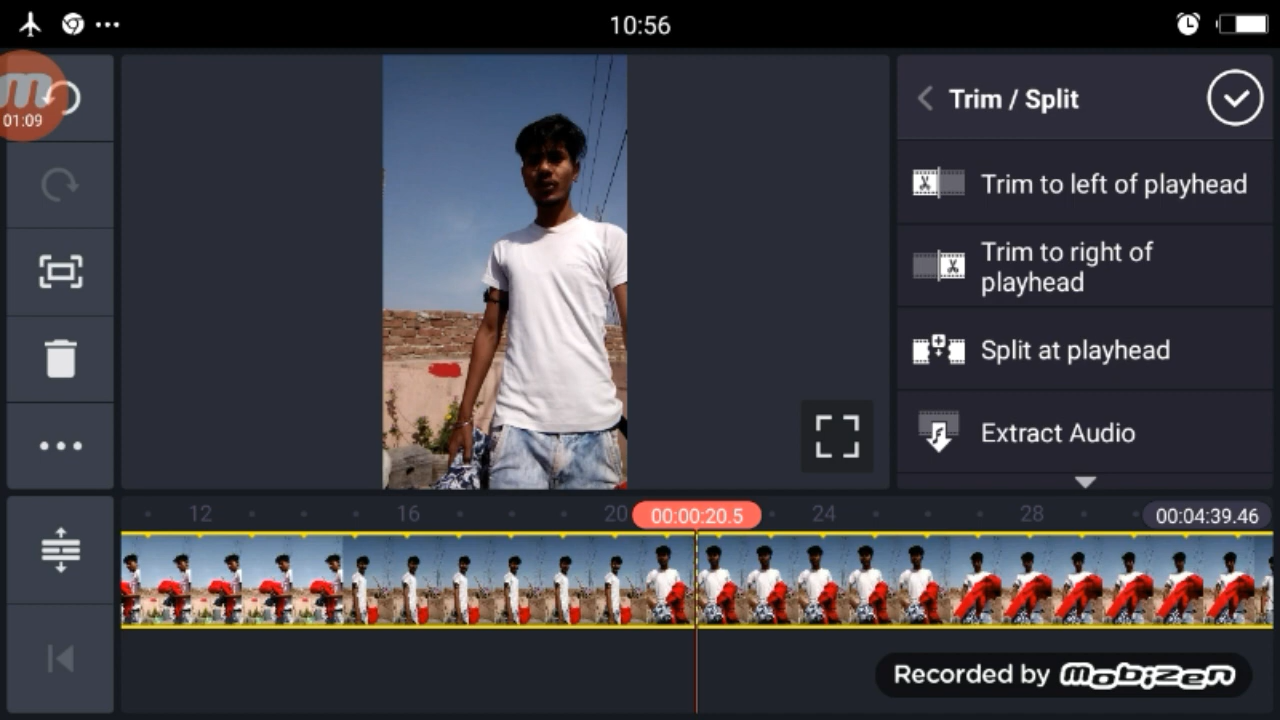 10:56
m
01:09
Trim / Split
Trim to left of playhead
Trim to right of
playhead
Split at playhead
Extract Audio
12
16
20
00:00:20.5
24
28
00:04:39.46
Recorded by mobizen